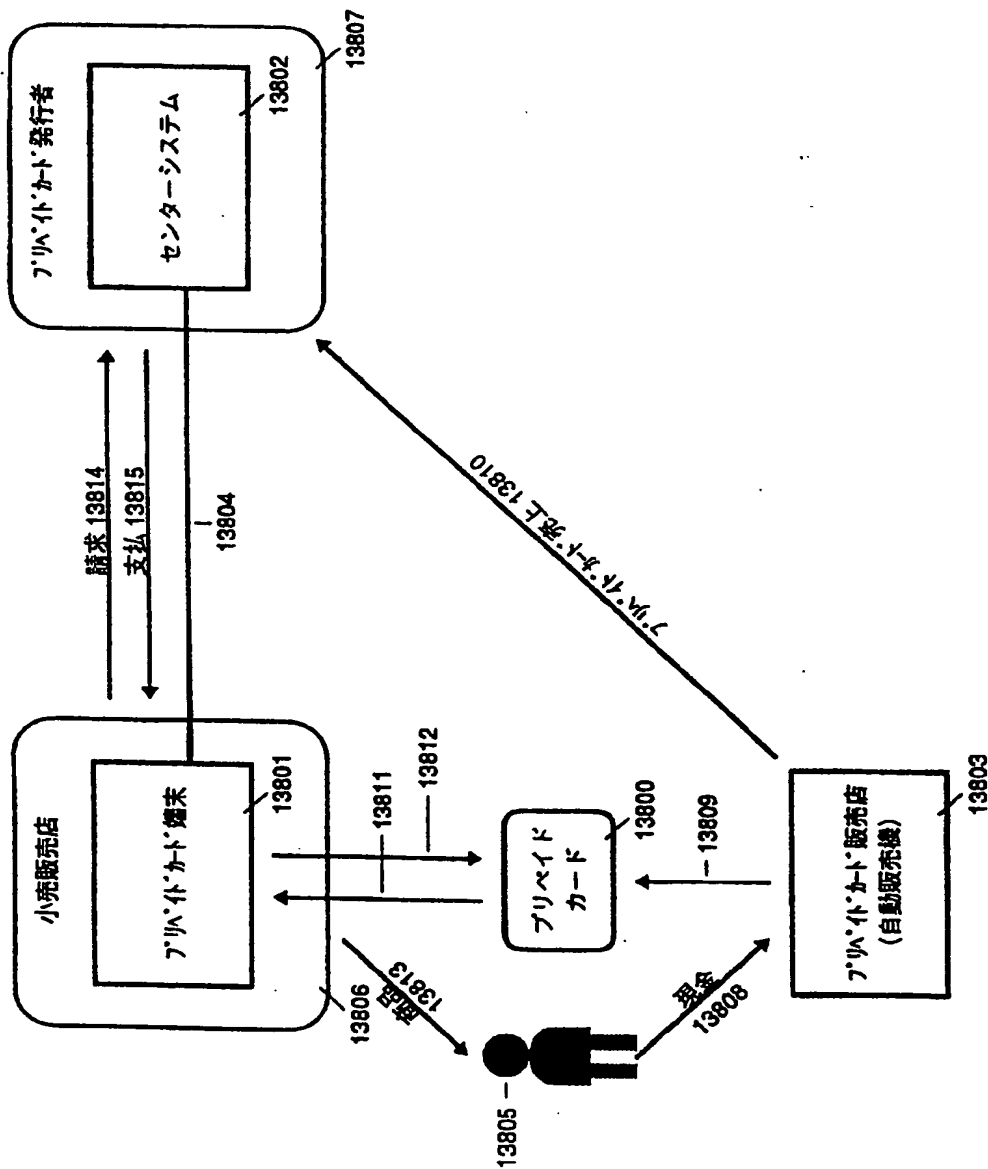 小売販売店
プリペイドカード端末
13801
13806
プリペイドカード発行者
センターシステム
13802
13807
請求 13814
支払 13815
13804
13811
13812
商品
13813
13805
プリペイド
カード
13800
現金
13808
13809
プリペイドカード売上 13810
プリペイドカード販売店
(自動販売機)
13803